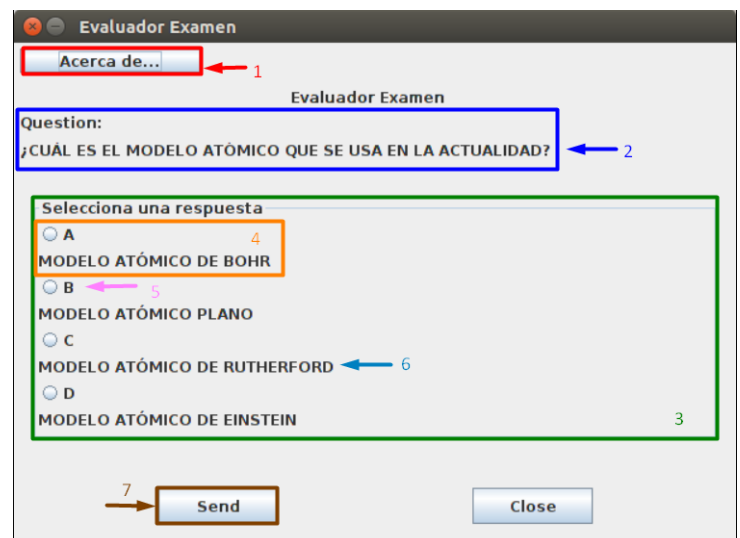 Evaluador Examen
Acerca de...
1
Evaluador Examen
Question:
¿CUÁL ES EL MODELO ATÓMICO QUE SE USA EN LA ACTUALIDAD?
2
Selecciona una respuesta
A
4
MODELO ATÓMICO DE BOHR
B
5
MODELO ATÓMICO PLANO
C
MODELO ATÓMICO DE RUTHERFORD
6
D
MODELO ATÓMICO DE EINSTEIN
3
7
Send
Close